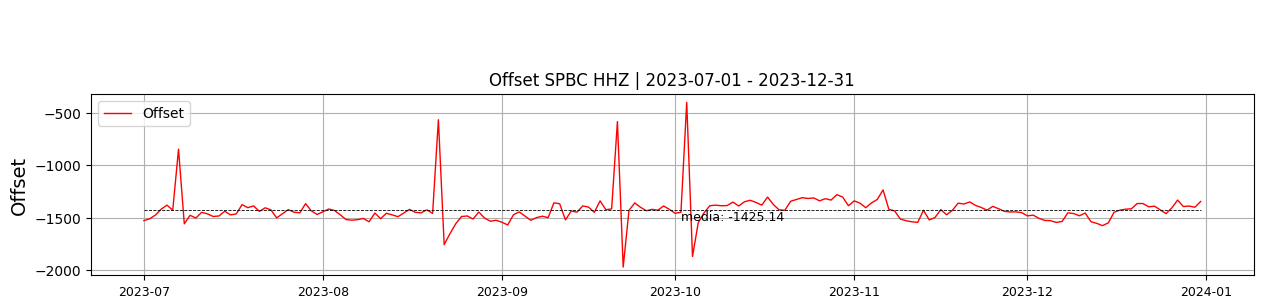 Offset SPBC HHZ | 2023-07-01 - 2023-12-31
Offset
−500
−1000
−1500
−2000
Offset
media: -1425.14
2023-07
2023-08
2023-09
2023-10
2023-11
2023-12
2024-01